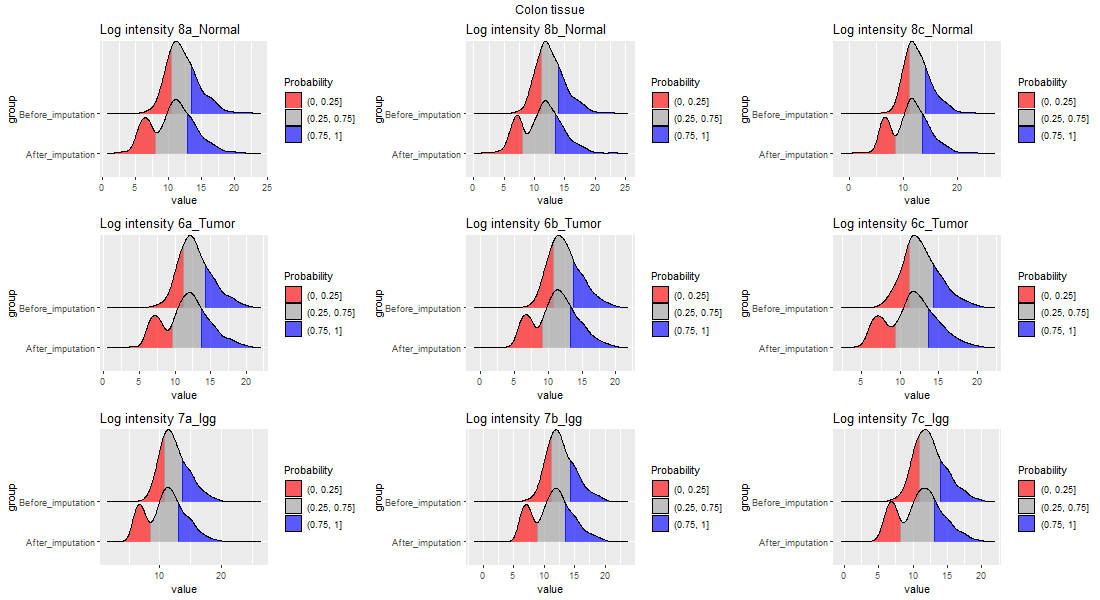 Colon tissue
Log intensity 8a_Normal
group
Before_imputation
After_imputation
0 5 10 15 20 25
value
Probability
(0, 0.25]
(0.25, 0.75]
(0.75, 1]
Log intensity 8b_Normal
group
Before_imputation
After_imputation
0 5 10 15 20 25
value
Probability
(0, 0.25]
(0.25, 0.75]
(0.75, 1]
Log intensity 8c_Normal
group
Before_imputation
After_imputation
0 10 20
value
Probability
(0, 0.25]
(0.25, 0.75]
(0.75, 1]
Log intensity 6a_Tumor
group
Before_imputation
After_imputation
0 5 10 15 20
value
Probability
(0, 0.25]
(0.25, 0.75]
(0.75, 1]
Log intensity 6b_Tumor
group
Before_imputation
After_imputation
0 5 10 15 20
value
Probability
(0, 0.25]
(0.25, 0.75]
(0.75, 1]
Log intensity 6c_Tumor
group
Before_imputation
After_imputation
5 10 15 20
value
Probability
(0, 0.25]
(0.25, 0.75]
(0.75, 1]
Log intensity 7a_Igg
group
Before_imputation
After_imputation
10 20
value
Probability
(0, 0.25]
(0.25, 0.75]
(0.75, 1]
Log intensity 7b_Igg
group
Before_imputation
After_imputation
0 5 10 15 20
value
Probability
(0, 0.25]
(0.25, 0.75]
(0.75, 1]
Log intensity 7c_Igg
group
Before_imputation
After_imputation
0 5 10 15 20
value
Probability
(0, 0.25]
(0.25, 0.75]
(0.75, 1]